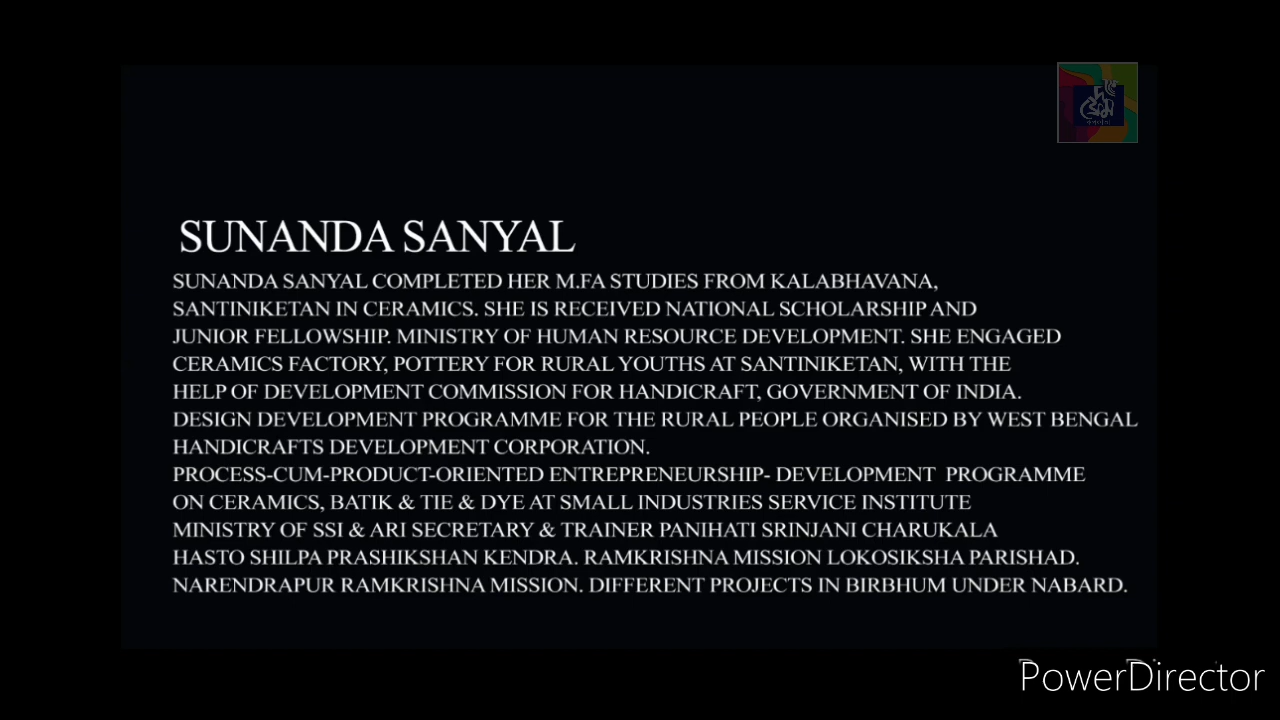 SUNANDA SANYAL
SUNANDA SANYAL COMPLETED HER M.FA STUDIES FROM KALABHAVANA,
SANTINIKETAN IN CERAMICS. SHE IS RECEIVED NATIONAL SCHOLARSHIP AND
JUNIOR FELLOWSHIP. MINISTRY OF HUMAN RESOURCE DEVELOPMENT. SHE ENGAGED
CERAMICS FACTORY, POTTERY FOR RURAL YOUTHS AT SANTINIKETAN, WITH THE
HELP OF DEVELOPMENT COMMISSION FOR HANDICRAFT, GOVERNMENT OF INDIA.
DESIGN DEVELOPMENT PROGRAMME FOR THE RURAL PEOPLE ORGANISED BY WEST BENGAL
HANDICRAFTS DEVELOPMENT CORPORATION.
PROCESS-CUM-PRODUCT-ORIENTED ENTREPRENEURSHIP- DEVELOPMENT PROGRAMME
ON CERAMICS, BATIK & TIE & DYE AT SMALL INDUSTRIES SERVICE INSTITUTE
MINISTRY OF SSI & ARI SECRETARY & TRAINER PANIHATI SRINJANI CHARUKALA
HASTO SHILPA PRASHIKSHAN KENDRA. RAMKRISHNA MISSION LOKOSIKSHA PARISHAD.
NARENDRAPUR RAMKRISHNA MISSION. DIFFERENT PROJECTS IN BIRBHUM UNDER NABARD.
PowerDirector